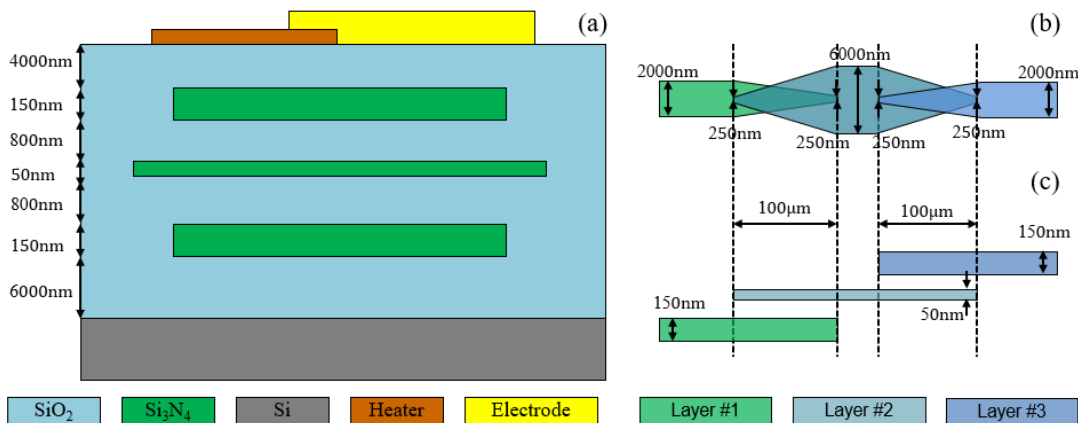 (a)
4000nm
150nm
800nm
50nm
800nm
150nm
6000nm
(b)
2000nm
6000nm
2000nm
250nm
250nm
250nm
250nm
(c)
100μm
100μm
150nm
150nm
50nm
SiO₂
Si₃N₄
Si
Heater
Electrode
Layer #1
Layer #2
Layer #3